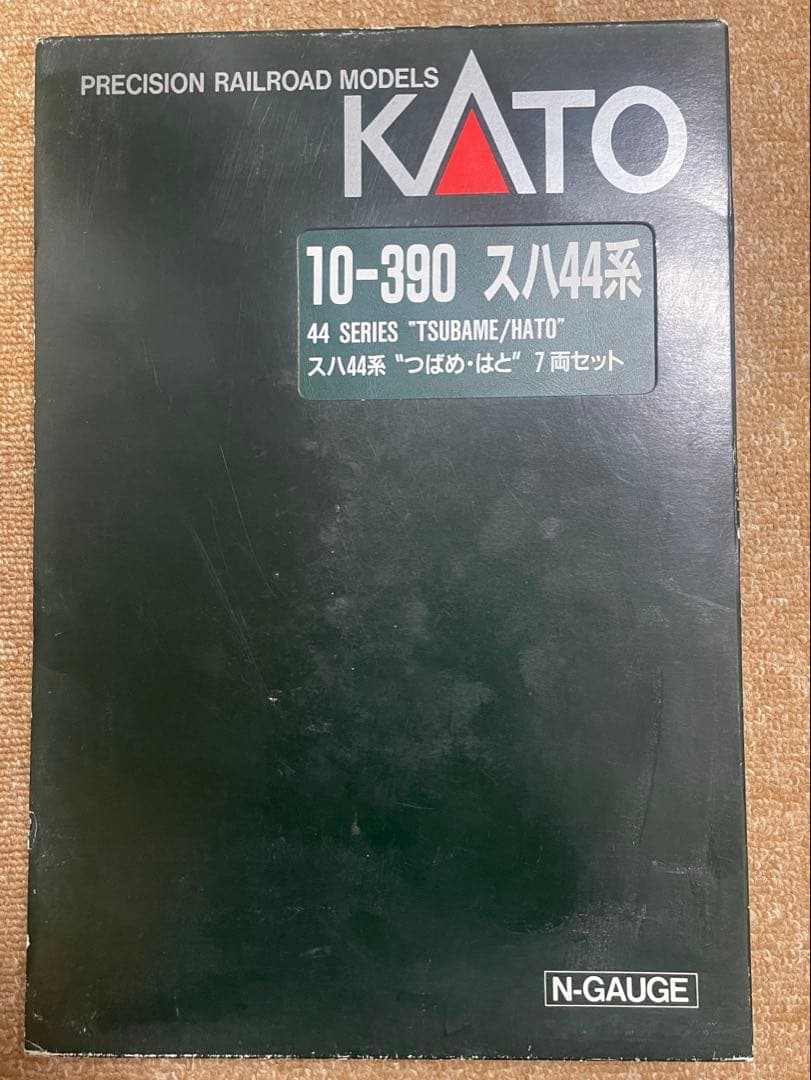 PRECISION RAILROAD MODELS
KATO
10-390 スハ44系
44 SERIES "TSUBAME/HATO"
スハ44系 "つばめ・はと" 7両セット
N-GAUGE